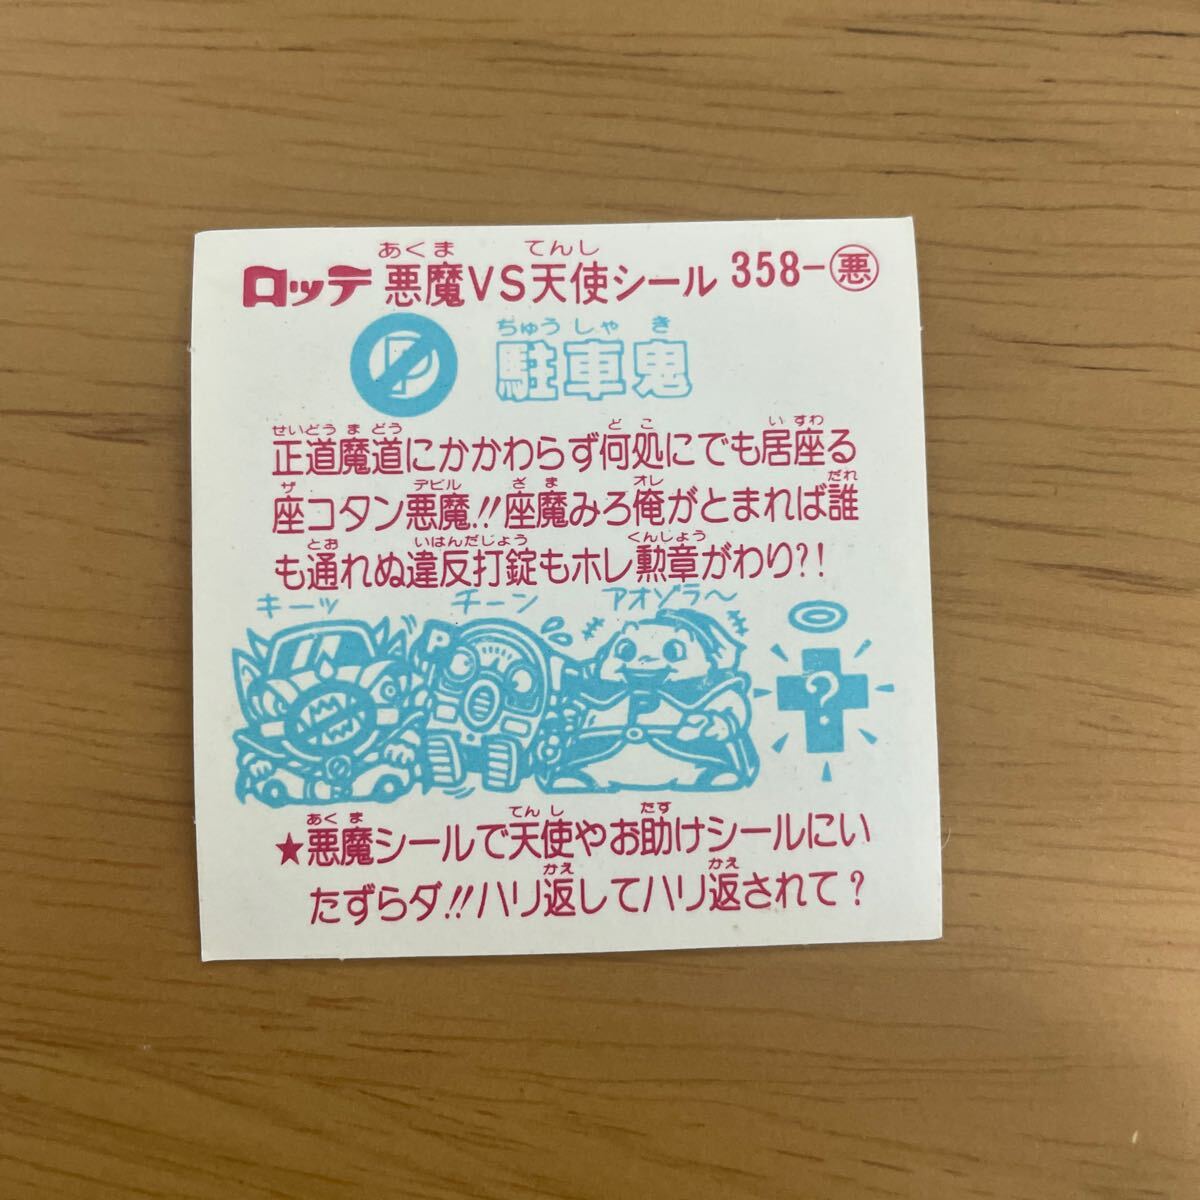 あくま てんし
ロッテ 悪魔VS天使シール 358-悪
P ちゅうしゃき
駐車鬼
せいどうまどう どこ いすわ
正道魔道にかかわらず何処にでも居座る
ザ デビル ざま オレ だれ
座コタン悪魔!!座魔みろ俺がとまれば誰
とお いはんだじょう くんしょう
も通れぬ違反打錠もホレ勲章がわり?!
キーッ チーン アオゾラ〜
P P ?
あくま てんし たす
★悪魔シールで天使やお助けシールにい
かえ かえ
たずらダ!!ハリ返してハリ返されて?